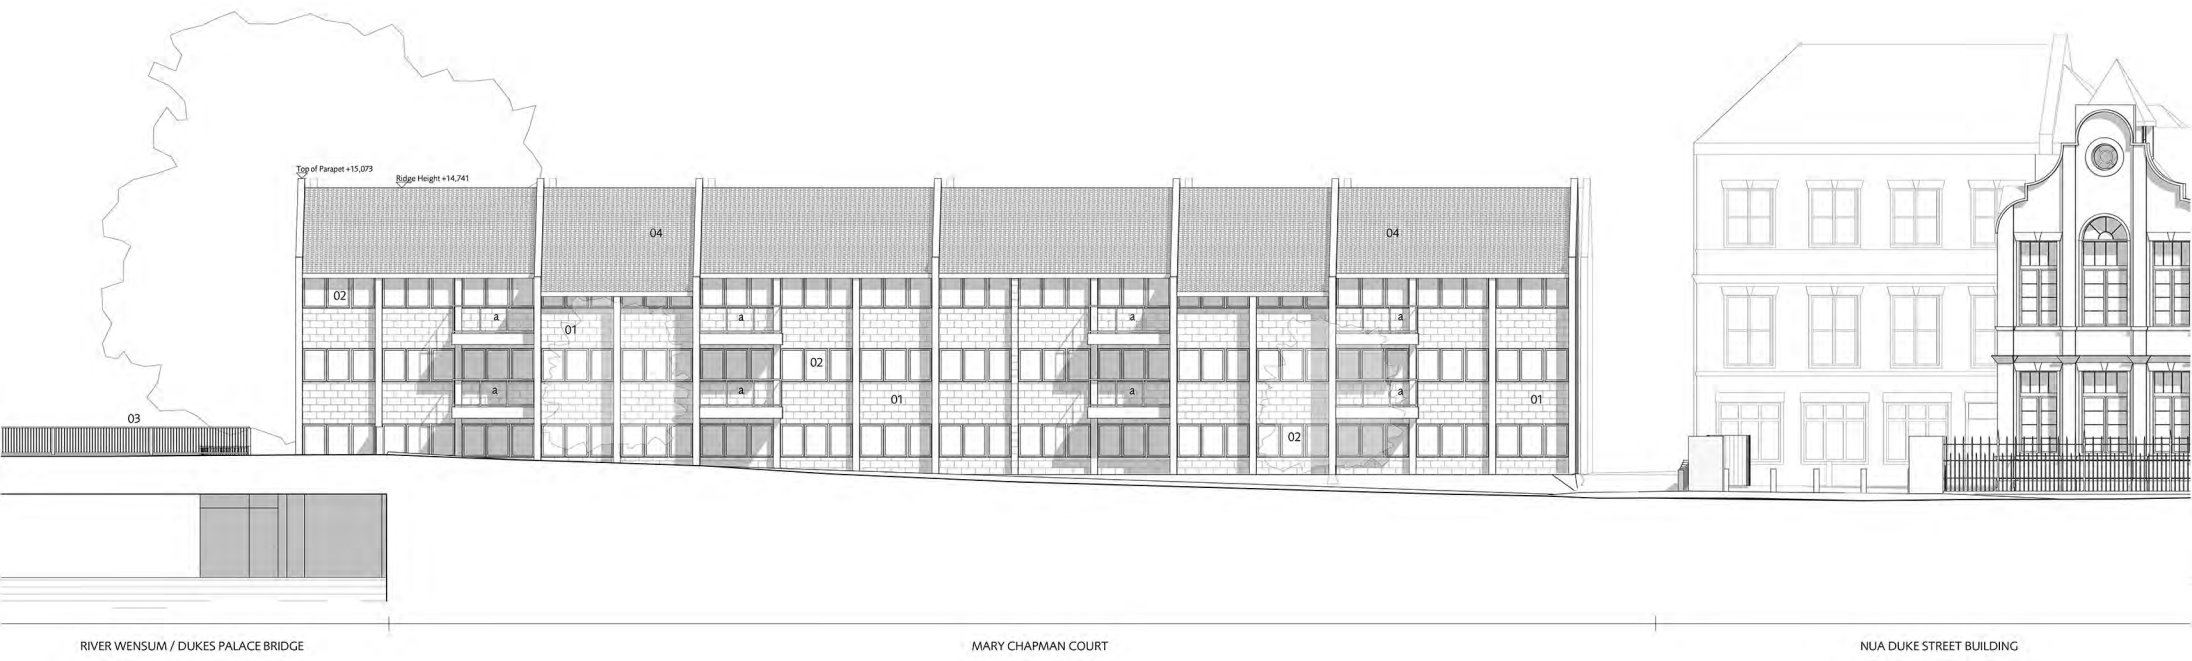 Top of Parapet +15,073
Ridge Height +14,741
04
04
02
a
a
a
a
01
02
a
a
a
a
01
01
03
02
RIVER WENSUM / DUKES PALACE BRIDGE
MARY CHAPMAN COURT
NUA DUKE STREET BUILDING